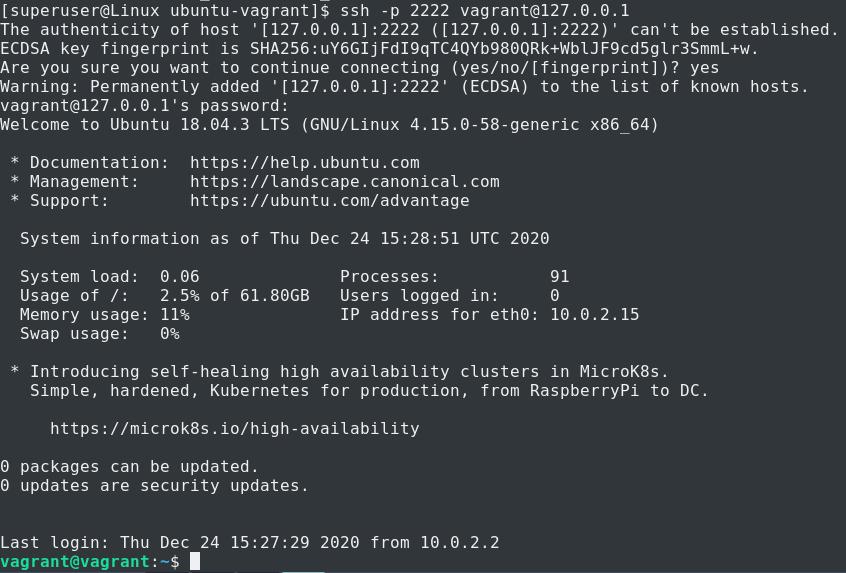 [superuser@Linux ubuntu-vagrant]$ ssh -p 2222 vagrant@127.0.0.1
The authenticity of host '[127.0.0.1]:2222 ([127.0.0.1]:2222)' can't be established.
ECDSA key fingerprint is SHA256:uY6GIjFdI9qTC4QYb980QRk+WblJF9cd5glr3SmmL+w.
Are you sure you want to continue connecting (yes/no/[fingerprint])? yes
Warning: Permanently added '[127.0.0.1]:2222' (ECDSA) to the list of known hosts.
vagrant@127.0.0.1's password:
Welcome to Ubuntu 18.04.3 LTS (GNU/Linux 4.15.0-58-generic x86_64)
* Documentation:  https://help.ubuntu.com
* Management:     https://landscape.canonical.com
* Support:        https://ubuntu.com/advantage
System information as of Thu Dec 24 15:28:51 UTC 2020
System load:  0.06              Processes:           91
Usage of /:   2.5% of 61.80GB   Users logged in:     0
Memory usage: 11%               IP address for eth0: 10.0.2.15
Swap usage:   0%
* Introducing self-healing high availability clusters in MicroK8s.
Simple, hardened, Kubernetes for production, from RaspberryPi to DC.
https://microk8s.io/high-availability
0 packages can be updated.
0 updates are security updates.
Last login: Thu Dec 24 15:27:29 2020 from 10.0.2.2
vagrant@vagrant:~$